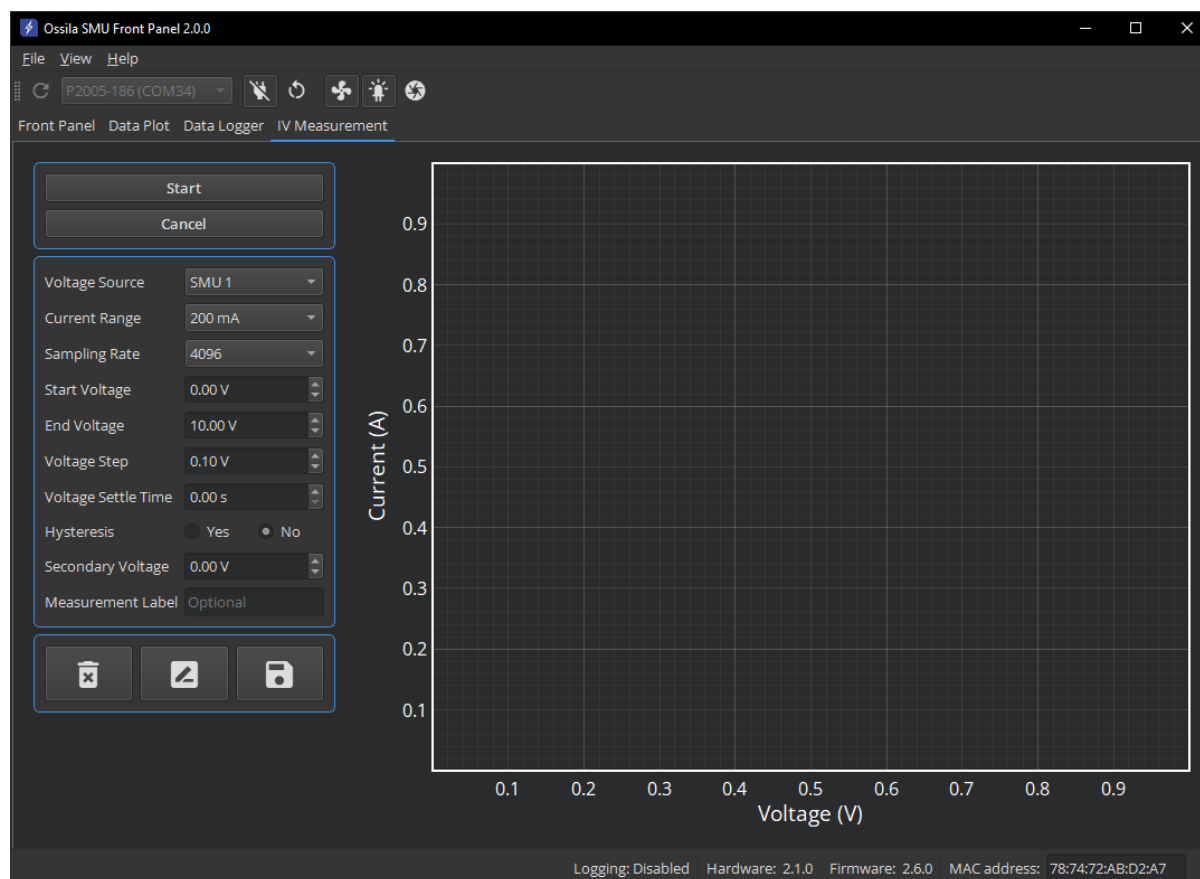 Ossila SMU Front Panel 2.0.0
File View Help
P2005-186 (COM34)
Front Panel Data Plot Data Logger IV Measurement
Start
Cancel
Voltage Source SMU 1
Current Range 200 mA
Sampling Rate 4096
Start Voltage 0.00 V
End Voltage 10.00 V
Voltage Step 0.10 V
Voltage Settle Time 0.00 s
Hysteresis Yes No
Secondary Voltage 0.00 V
Measurement Label Optional
Current (A)
0.9
0.8
0.7
0.6
0.5
0.4
0.3
0.2
0.1
0.1 0.2 0.3 0.4 0.5 0.6 0.7 0.8 0.9
Voltage (V)
Logging: Disabled Hardware: 2.1.0 Firmware: 2.6.0 MAC address: 78:74:72:AB:D2:A7